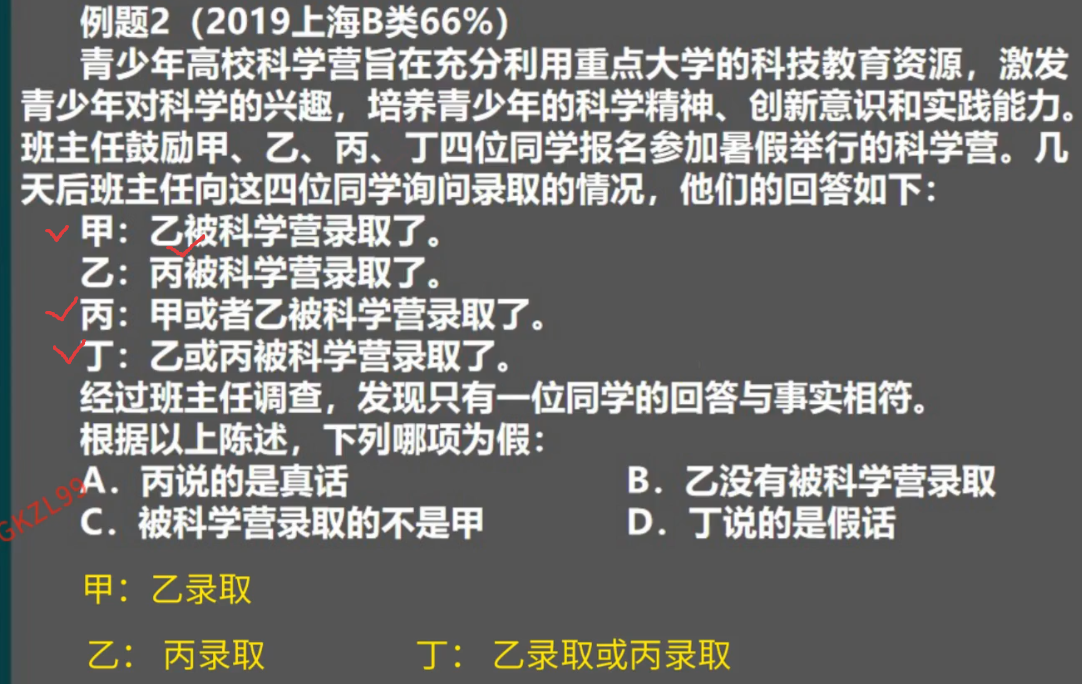 例题2（2019上海B类66%）
青少年高校科学营旨在充分利用重点大学的科技教育资源，激发
青少年对科学的兴趣，培养青少年的科学精神、创新意识和实践能力。
班主任鼓励甲、乙、丙、丁四位同学报名参加暑假举行的科学营。几
天后班主任向这四位同学询问录取的情况，他们的回答如下：
甲：乙被科学营录取了。
乙：丙被科学营录取了。
丙：甲或者乙被科学营录取了。
丁：乙或丙被科学营录取了。
经过班主任调查，发现只有一位同学的回答与事实相符。
根据以上陈述，下列哪项为假：
A．丙说的是真话 B．乙没有被科学营录取
C．被科学营录取的不是甲 D．丁说的是假话
GKZL99
甲：乙录取
乙： 丙录取 丁： 乙录取或丙录取